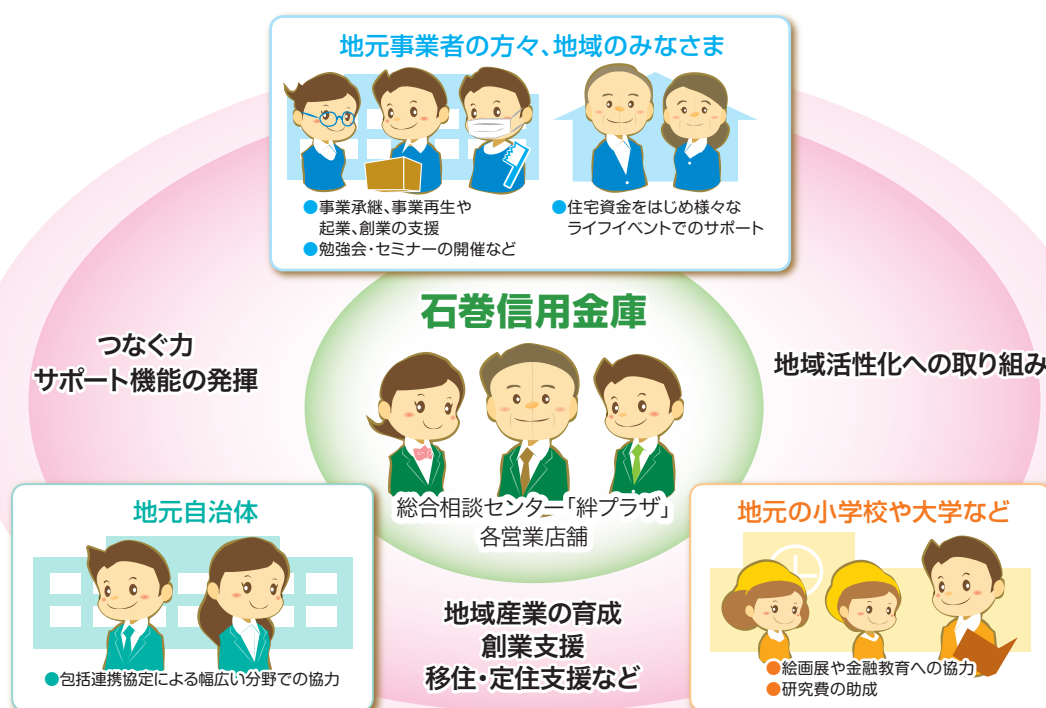 地元事業者の方々、地域のみなさま
●事業承継、事業再生や
起業、創業の支援
●勉強会・セミナーの開催など
●住宅資金をはじめ様々な
ライフイベントでのサポート
石巻信用金庫
つなぐ力
サポート機能の発揮
地域活性化への取り組み
総合相談センター「絆プラザ」
各営業店舗
地元自治体
●包括連携協定による幅広い分野での協力
地域産業の育成
創業支援
移住・定住支援など
地元の小学校や大学など
●絵画展や金融教育への協力
●研究費の助成